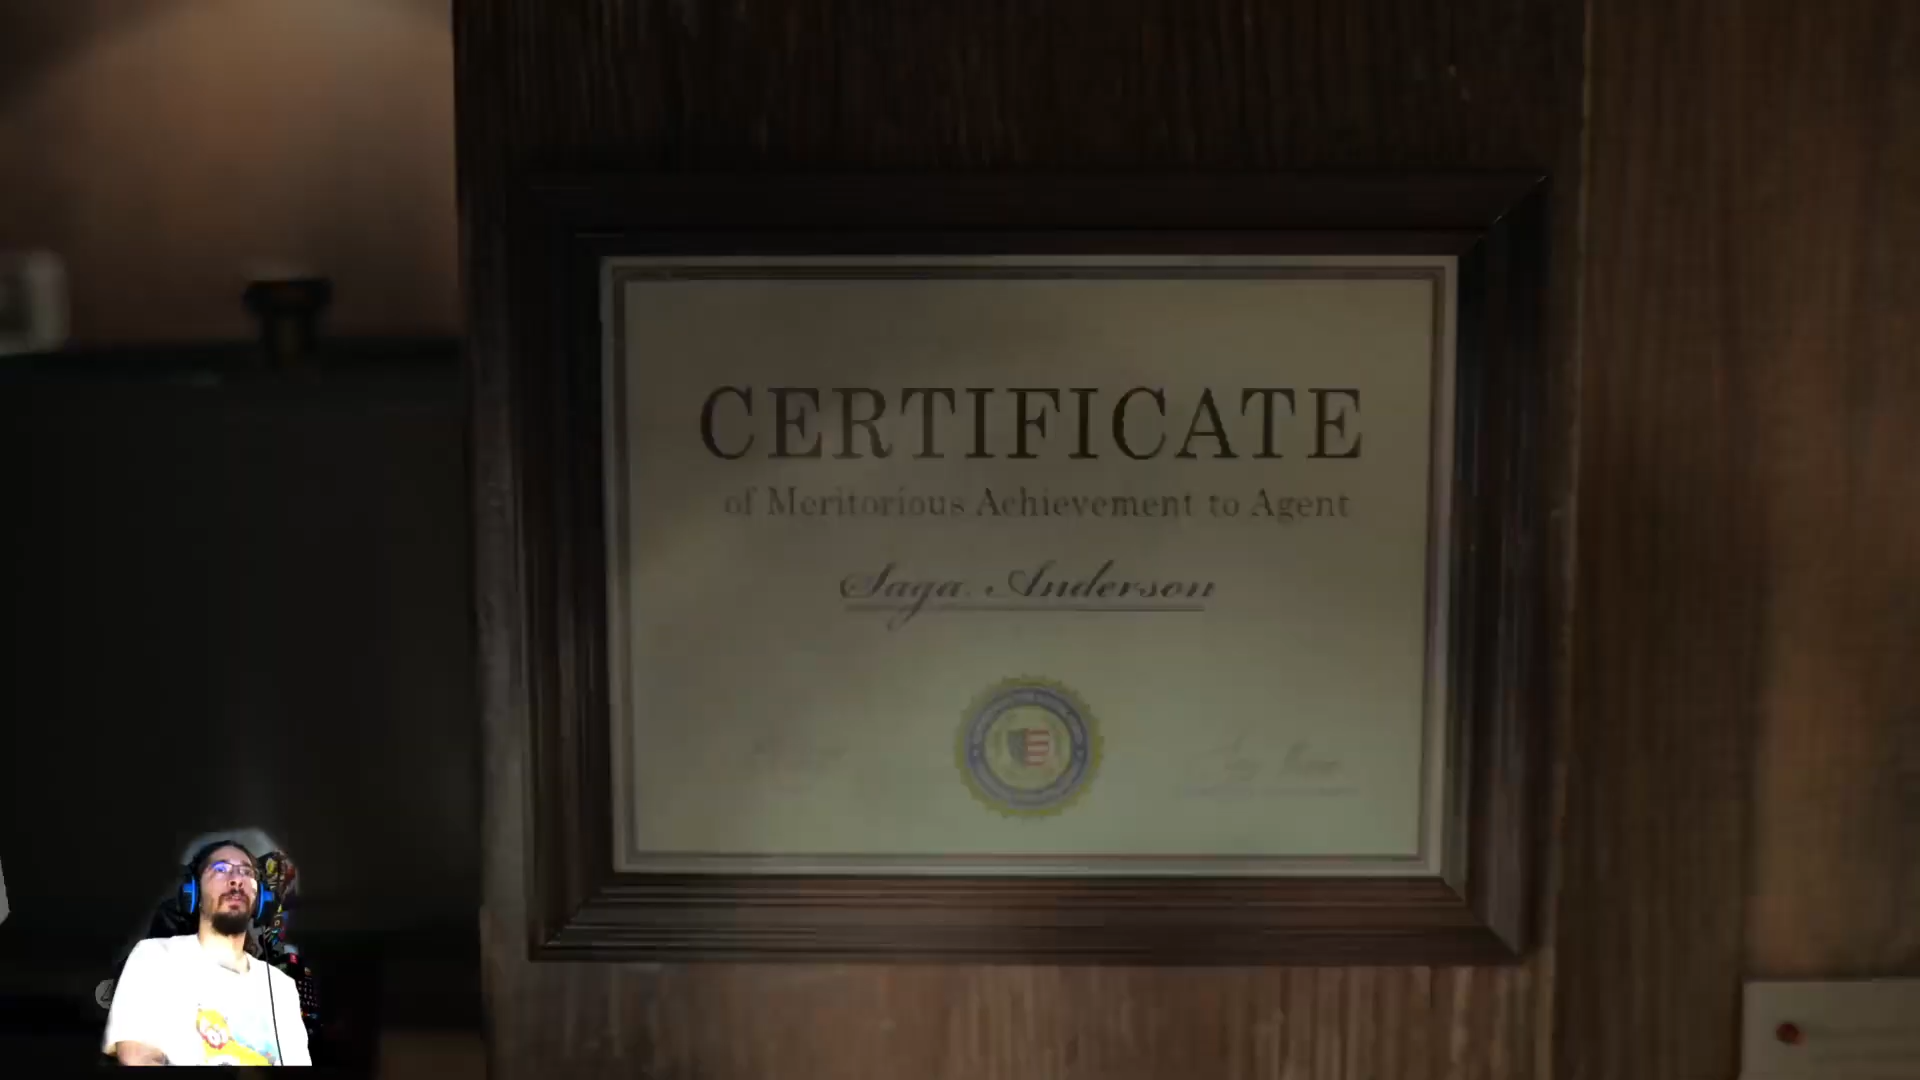 CERTIFICATE
of Meritorious Achievement to Agent
Saga Anderson